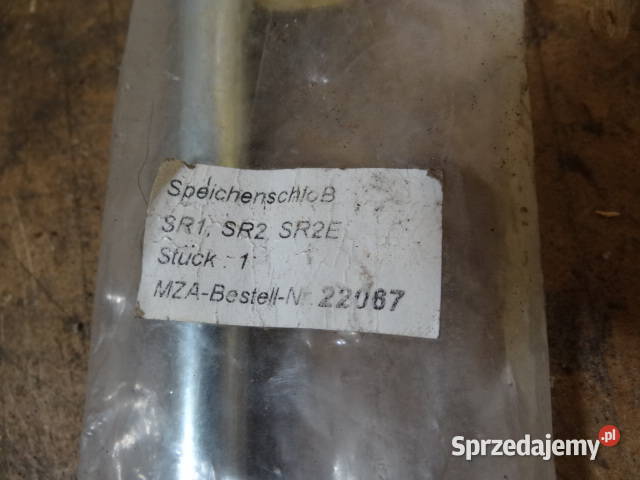 Speichenschloß
SR1, SR2 SR2E
Stück : 1
MZA-Bestell-Nr. 22067
Sprzedajemy.pl